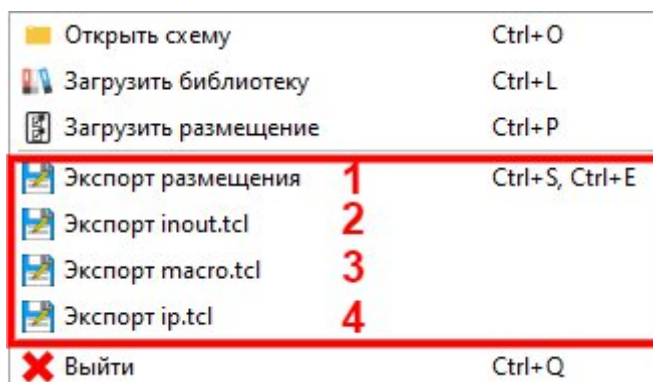 Открыть схему Ctrl+O
Загрузить библиотеку Ctrl+L
Загрузить размещение Ctrl+P
Экспорт размещения 1 Ctrl+S, Ctrl+E
Экспорт inout.tcl 2
Экспорт macro.tcl 3
Экспорт ip.tcl 4
Выйти Ctrl+Q